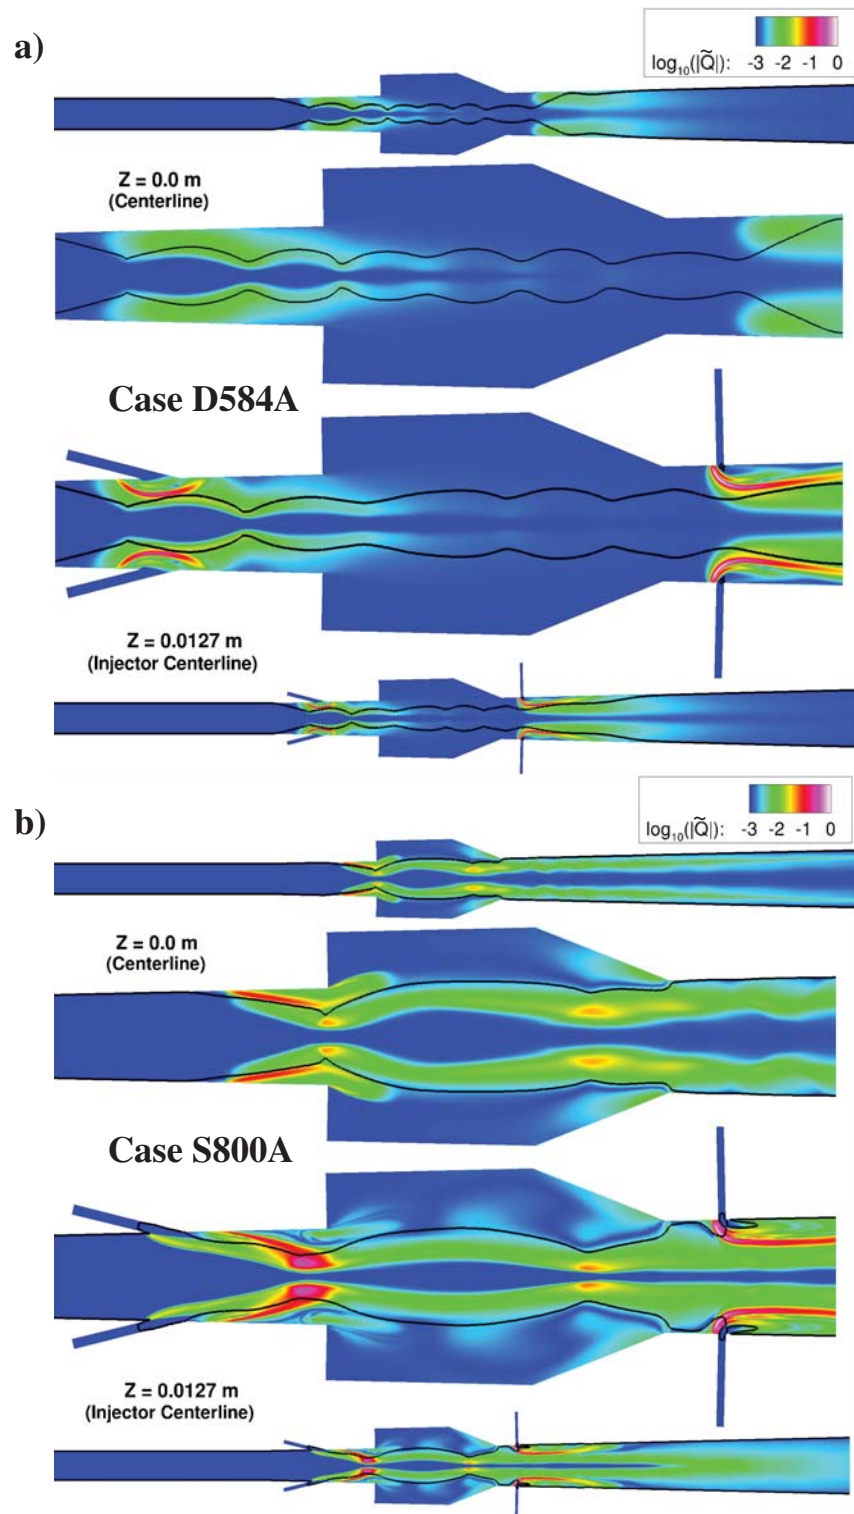 a)
log₁₀(|Q̃|): -3 -2 -1 0
Z = 0.0 m
(Centerline)
Case D584A
Z = 0.0127 m
(Injector Centerline)
b)
log₁₀(|Q̃|): -3 -2 -1 0
Z = 0.0 m
(Centerline)
Case S800A
Z = 0.0127 m
(Injector Centerline)